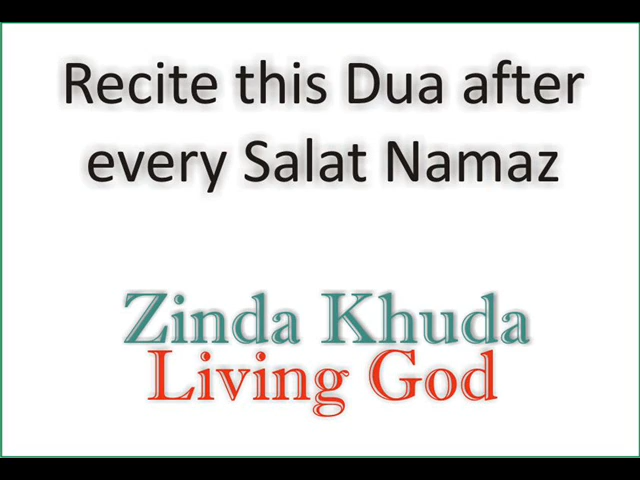 Recite this Dua after
every Salat Namaz
Zinda Khuda
Living God